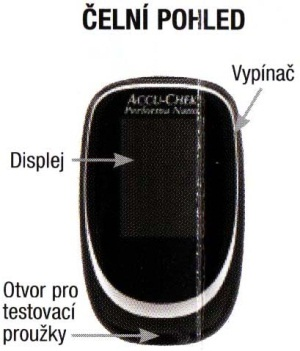 ČELNÍ POHLED
Vypínač
ACCU-CHEK
Performa Nano
Displej
Otvor pro
testovací
proužky